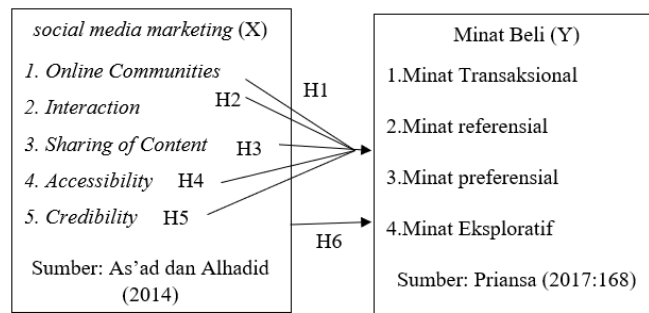 social media marketing (X)
1. Online Communities
H1
2. Interaction
H2
3. Sharing of Content
H3
4. Accessibility
H4
5. Credibility
H5
H6
Sumber: As’ad dan Alhadid
(2014)
Minat Beli (Y)
1.Minat Transaksional
2.Minat referensial
3.Minat preferensial
4.Minat Eksploratif
Sumber: Priansa (2017:168)